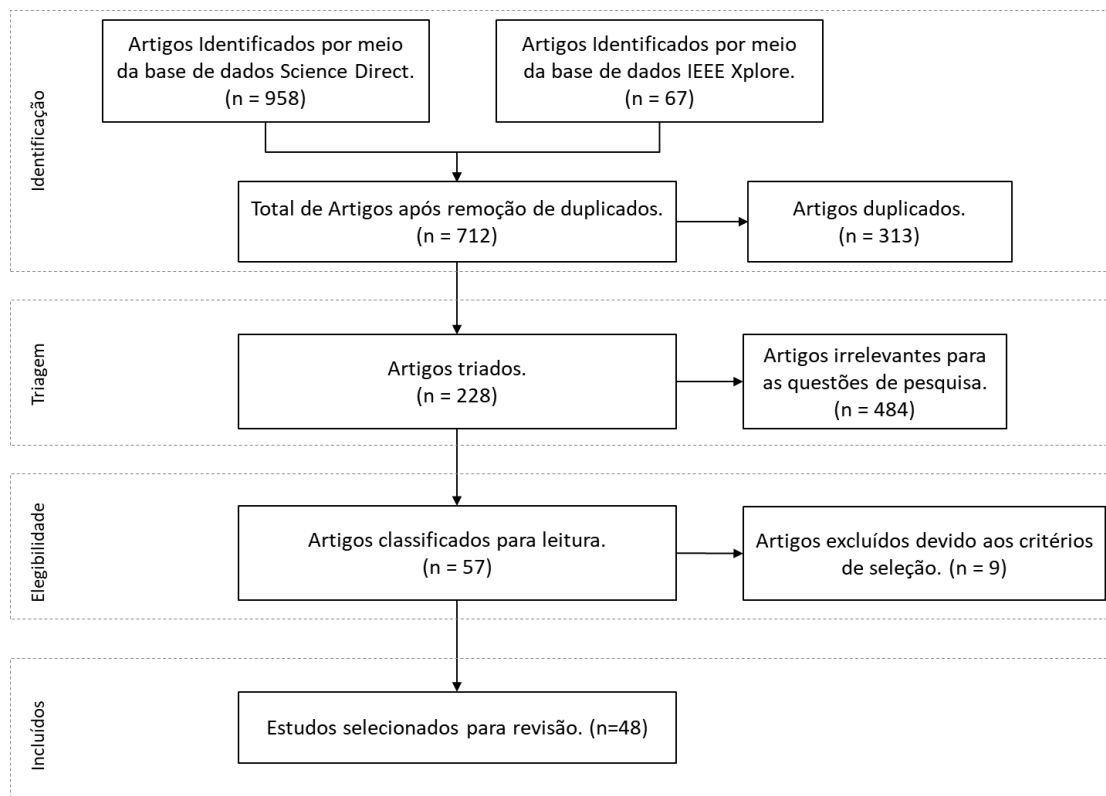 Identificação
Artigos Identificados por meio
da base de dados Science Direct.
(n = 958)
Artigos Identificados por meio
da base de dados IEEE Xplore.
(n = 67)
Total de Artigos após remoção de duplicados.
(n = 712)
Artigos duplicados.
(n = 313)
Triagem
Artigos triados.
(n = 228)
Artigos irrelevantes para
as questões de pesquisa.
(n = 484)
Elegibilidade
Artigos classificados para leitura.
(n = 57)
Artigos excluídos devido aos critérios
de seleção. (n = 9)
Incluídos
Estudos selecionados para revisão. (n=48)